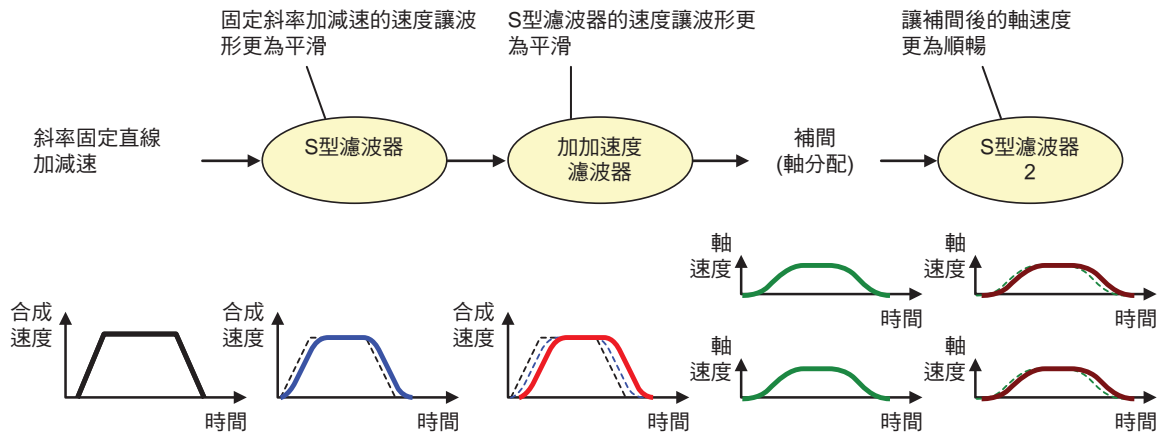 固定斜率加減速的速度讓波
形更為平滑
S型濾波器的速度讓波形更
為平滑
讓補間後的軸速度
更為順暢
斜率固定直線
加減速
S型濾波器
加加速度
濾波器
補間
(軸分配)
S型濾波器
2
軸
速度
時間
軸
速度
時間
合成
速度
時間
合成
速度
時間
合成
速度
時間
軸
速度
時間
軸
速度
時間